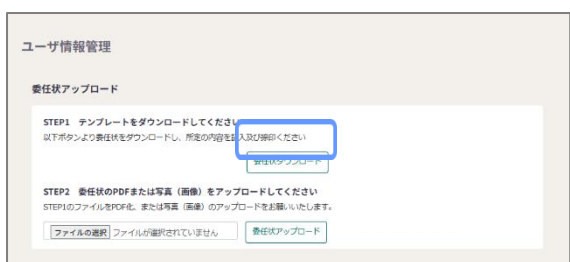 ユーザ情報管理
委任状アップロード
STEP1 テンプレートをダウンロードしてください
以下ボタンより委任状をダウンロードし、所定の内容を記入及び押印ください
委任状ダウンロード
STEP2 委任状のPDFまたは写真（画像）をアップロードしてください
STEP1のファイルをPDF化、または写真（画像）のアップロードをお願いいたします。
ファイルの選択 ファイルが選択されていません 委任状アップロード